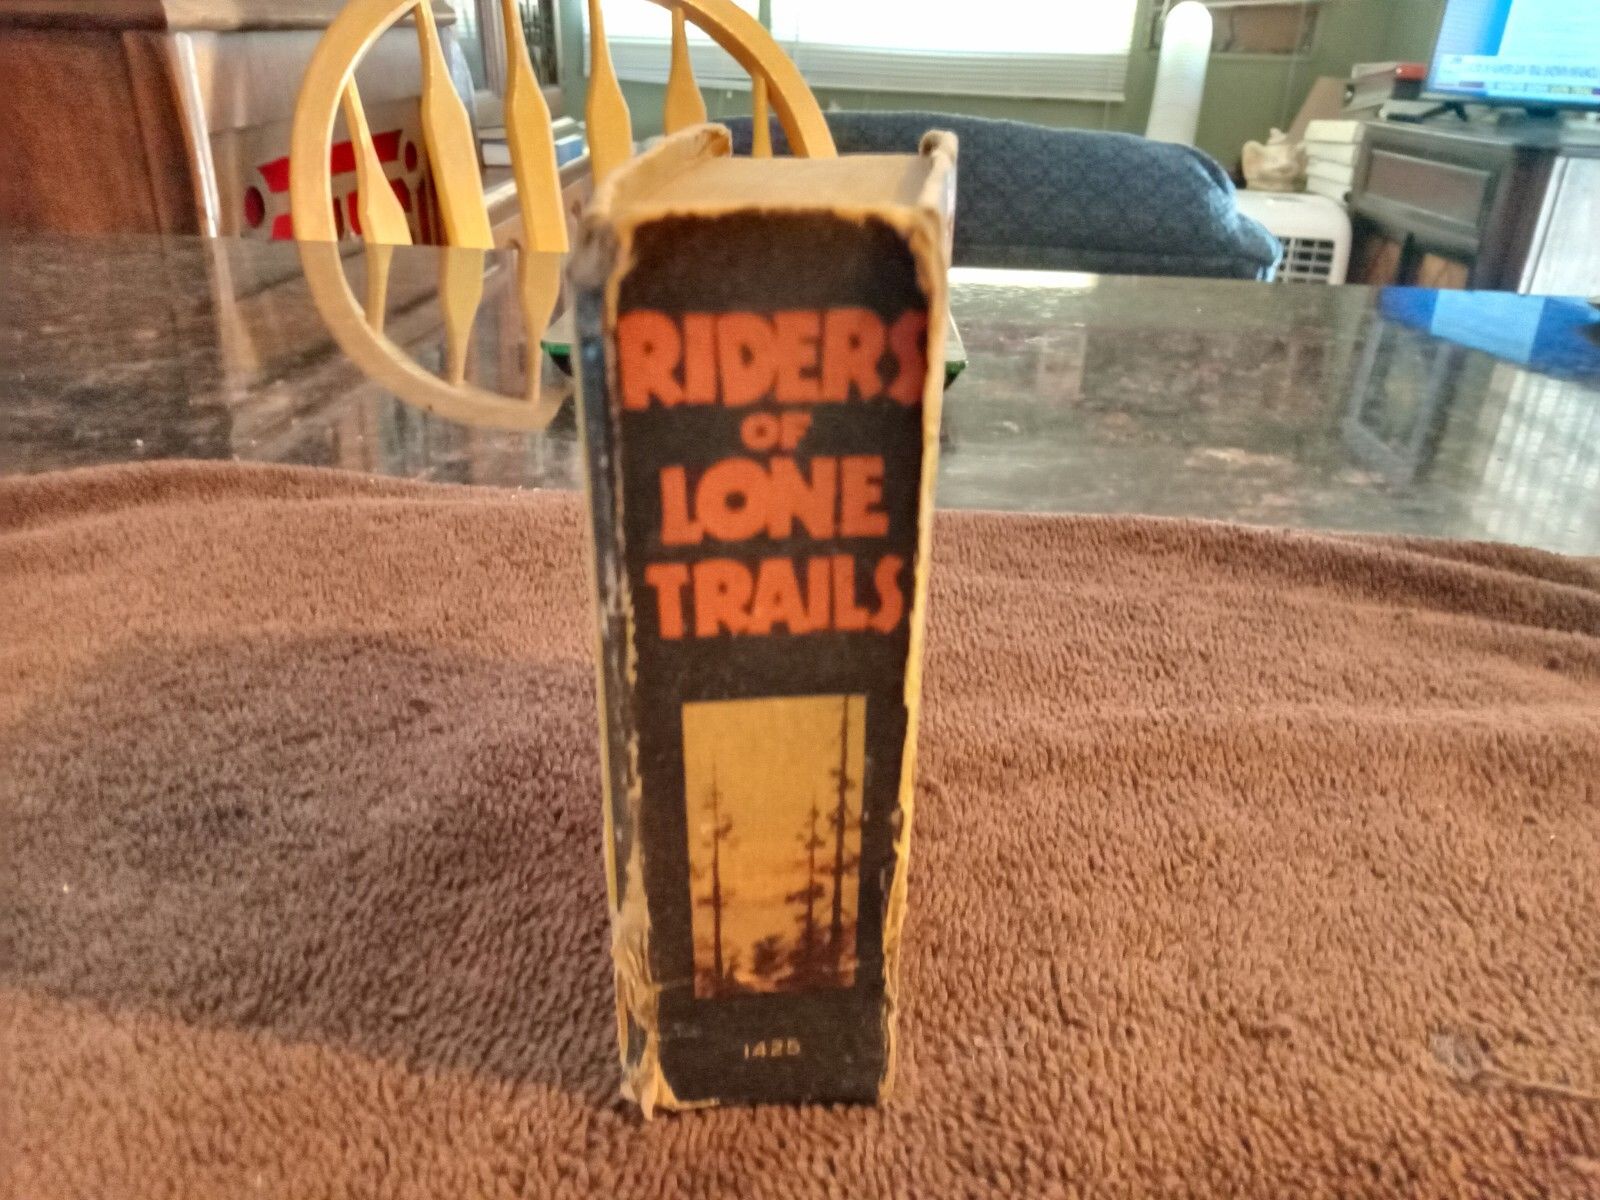 RIDERS
OF
LONE
TRAILS
1425